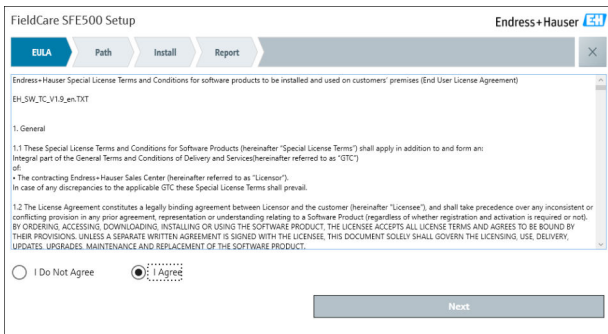 FieldCare SFE500 Setup
Endress+Hauser EH
EULA
Path
Install
Report
Endress+Hauser Special License Terms and Conditions for software products to be installed and used on customers' premises (End User License Agreement)
EH_SW_TC_V1.9_en.TXT
1. General
1.1 These Special License Terms and Conditions for Software Products (hereinafter "Special License Terms") shall apply in addition to and form an:
Integral part of the General Terms and Conditions of Delivery and Services(hereinafter referred to as "GTC")
of:
• The contracting Endress+Hauser Sales Center (hereinafter referred to as "Licensor").
In case of any discrepancies to the applicable GTC these Special License Terms shall prevail.
1.2 The License Agreement constitutes a legally binding agreement between Licensor and the customer (hereinafter "Licensee"), and shall take precedence over any inconsistent or
conflicting provision in any prior agreement, representation or understanding relating to a Software Product (regardless of whether registration and activation is required or not).
BY ORDERING, ACCESSING, DOWNLOADING, INSTALLING OR USING THE SOFTWARE PRODUCT, THE LICENSEE ACCEPTS ALL LICENSE TERMS AND AGREES TO BE BOUND BY
THEIR PROVISIONS. UNLESS A SEPARATE WRITTEN AGREEMENT IS SIGNED WITH THE LICENSEE, THIS DOCUMENT SOLELY SHALL GOVERN THE LICENSING, USE, DELIVERY,
UPDATES, UPGRADES, MAINTENANCE AND REPLACEMENT OF THE SOFTWARE PRODUCT.
I Do Not Agree
I Agree
Next